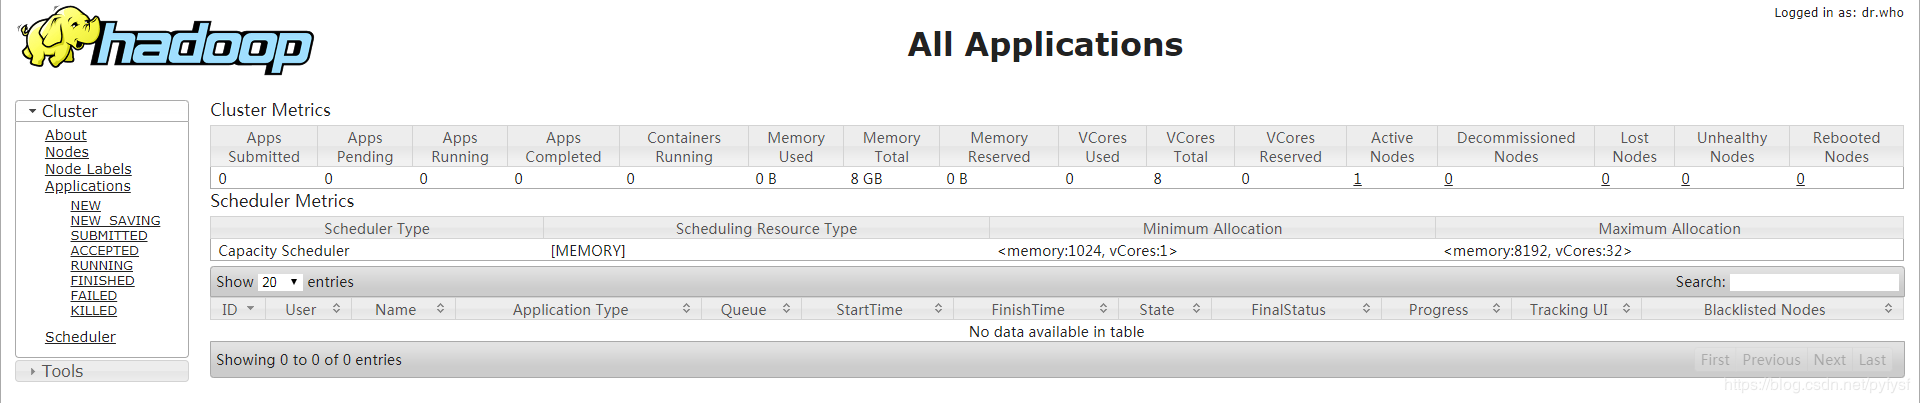 Logged in as: dr.who
hadoop
All Applications
Cluster
About
Nodes
Node Labels
Applications
NEW
NEW_SAVING
SUBMITTED
ACCEPTED
RUNNING
FINISHED
FAILED
KILLED
Scheduler
Tools
Cluster Metrics
Apps Submitted Apps Pending Apps Running Apps Completed Containers Running Memory Used Memory Total Memory Reserved VCores Used VCores Total VCores Reserved Active Nodes Decommissioned Nodes Lost Nodes Unhealthy Nodes Rebooted Nodes
0 0 0 0 0 0 B 8 GB 0 B 0 8 0 1 0 0 0 0
Scheduler Metrics
Scheduler Type Scheduling Resource Type Minimum Allocation Maximum Allocation
Capacity Scheduler [MEMORY] <memory:1024, vCores:1> <memory:8192, vCores:32>
Show 20 entries Search:
ID User Name Application Type Queue StartTime FinishTime State FinalStatus Progress Tracking UI Blacklisted Nodes
No data available in table
Showing 0 to 0 of 0 entries First Previous Next Last
https://blog.csdn.net/pyfysf